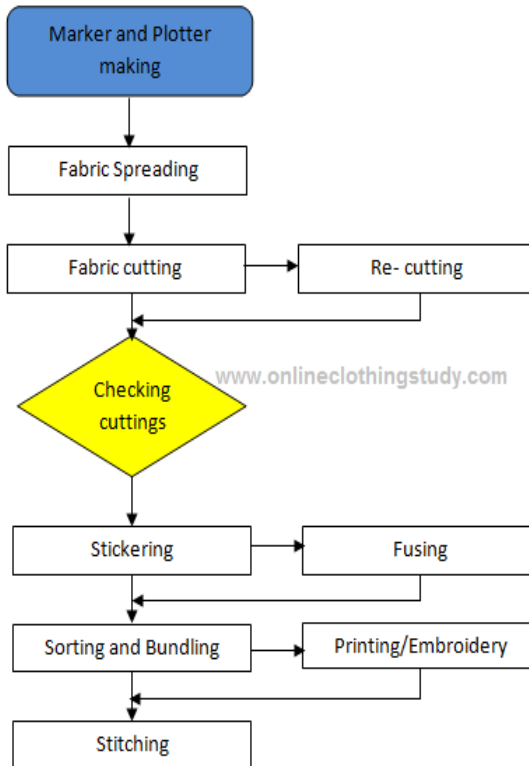 Marker and Plotter
making
Fabric Spreading
Fabric cutting
Re- cutting
www.onlineclothingstudy.com
Checking
cuttings
Stickering
Fusing
Sorting and Bundling
Printing/Embroidery
Stitching